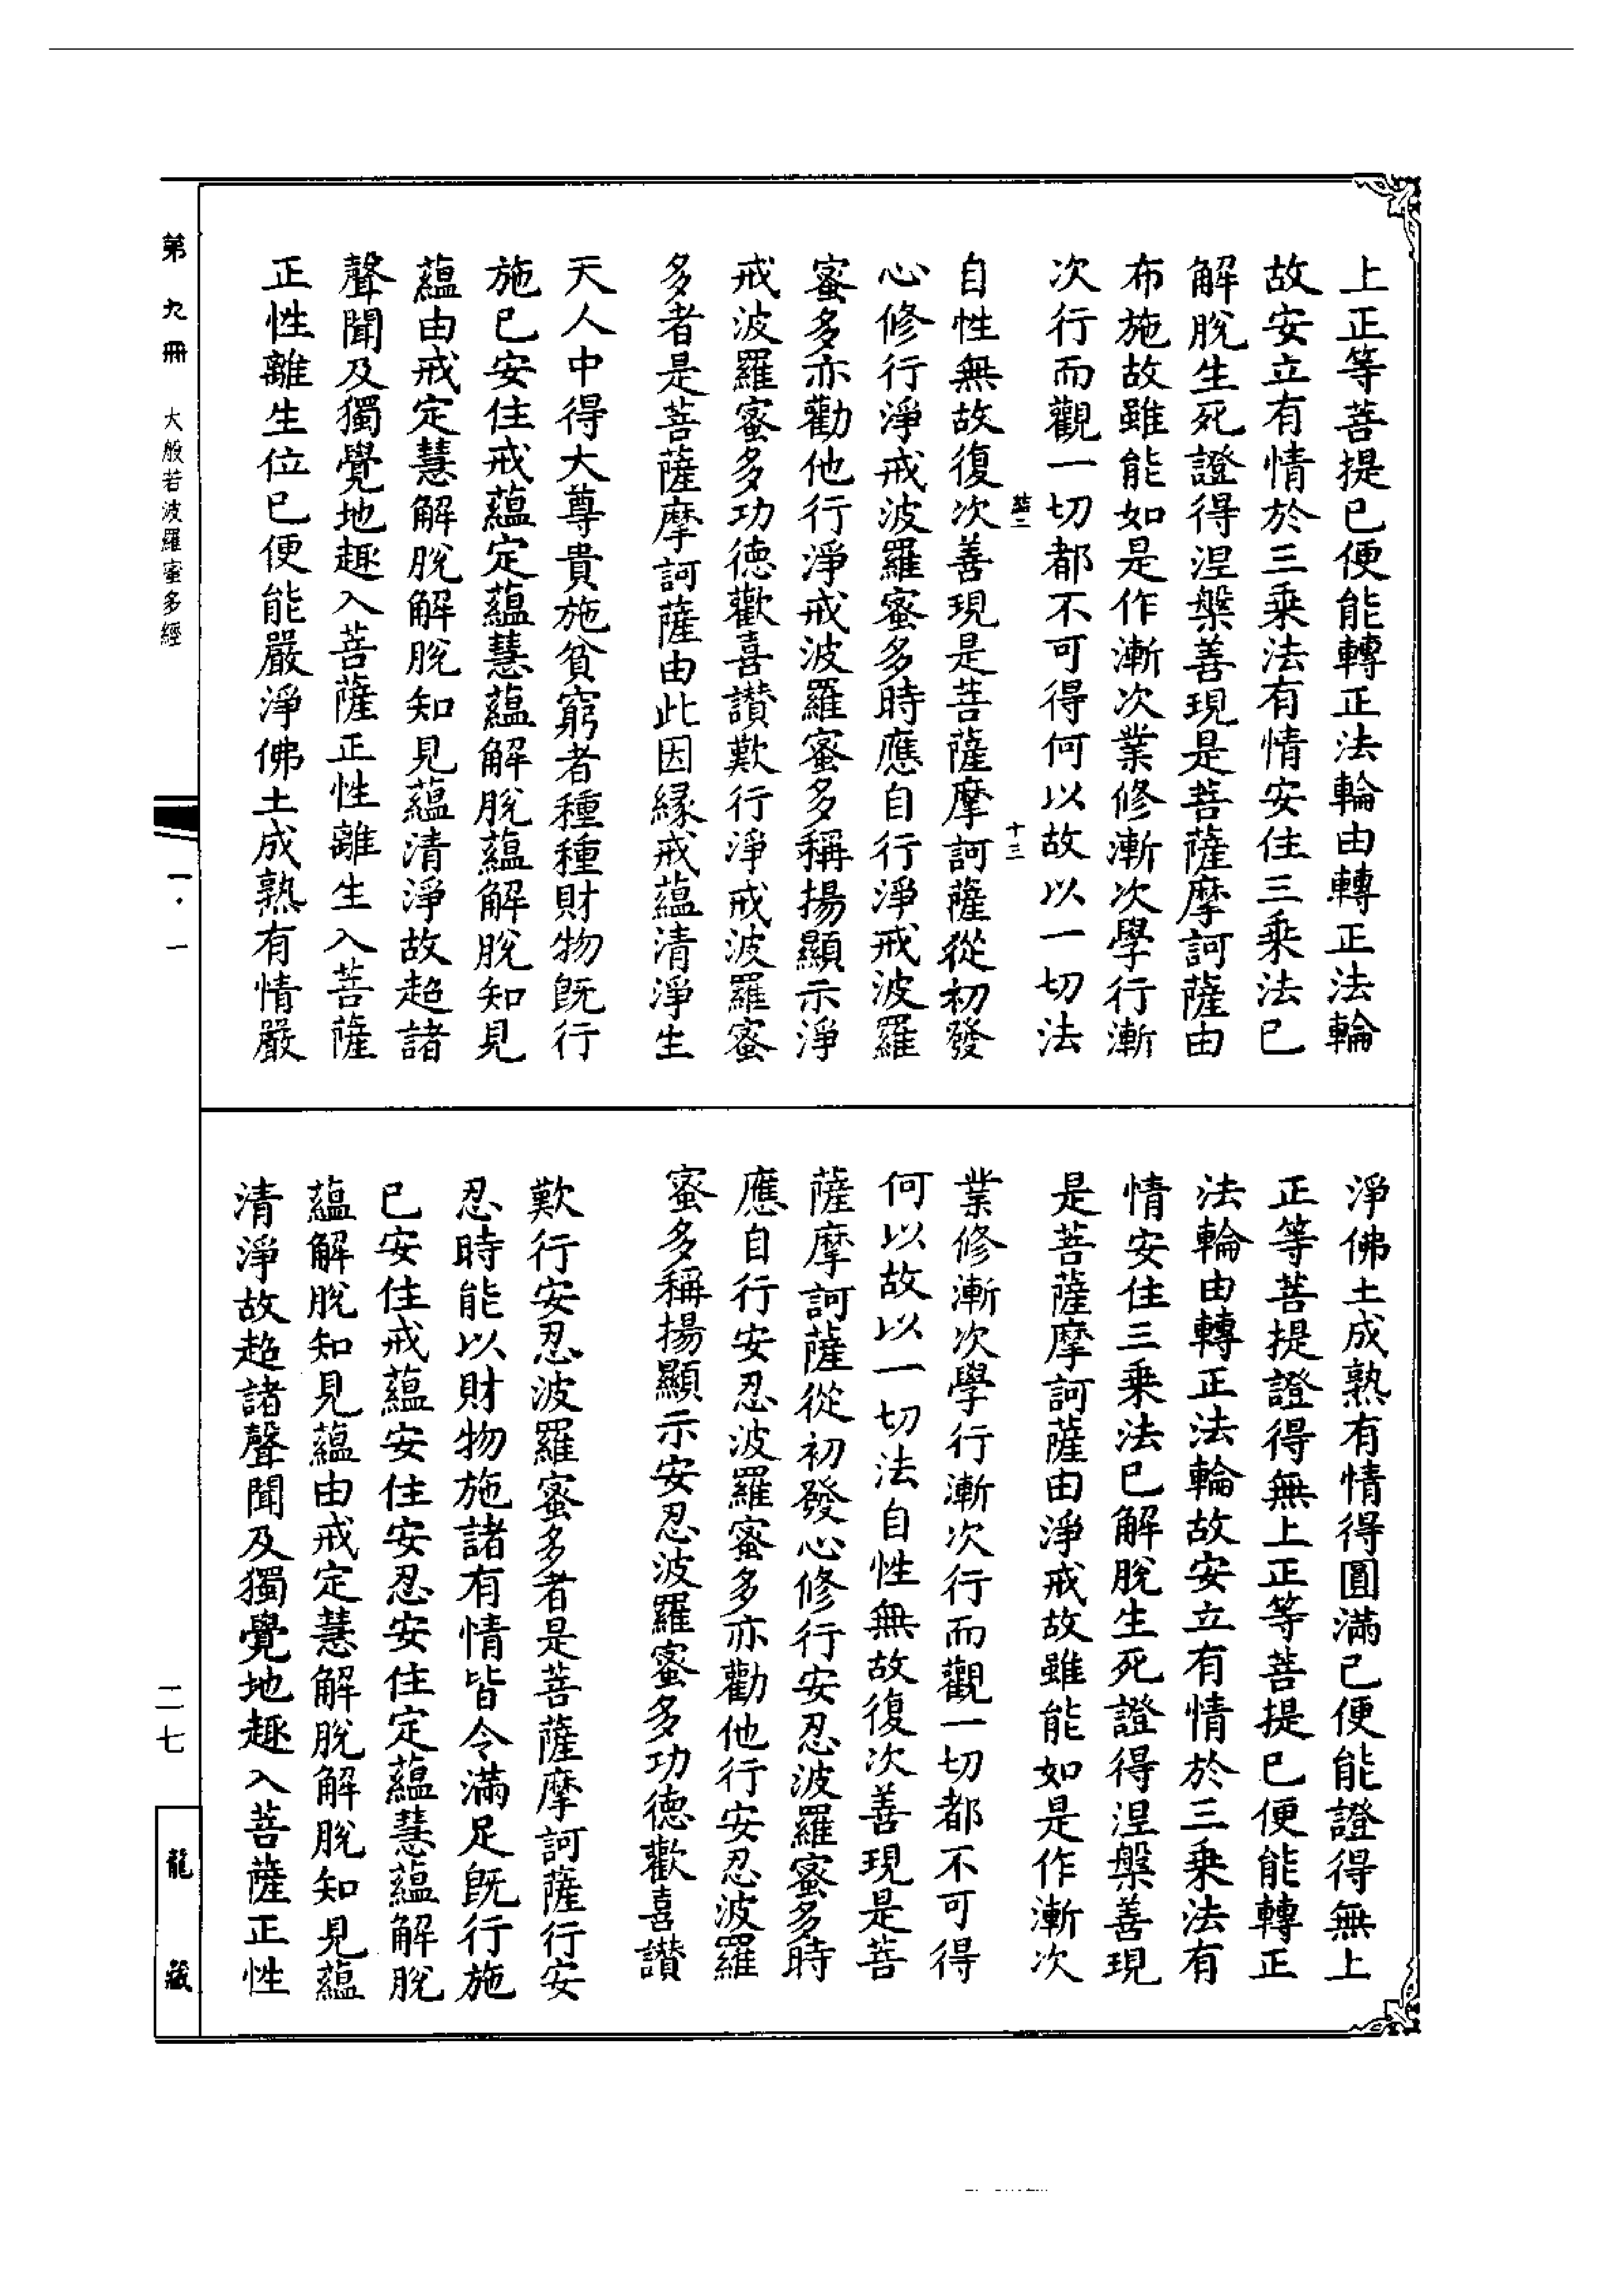 上正等菩提已便能轉正法輪由轉正法輪
故安立有情於三乘法有情安住三乘法已
解脫生死證得涅槃善現是菩薩摩訶薩由
布施故雖能如是作漸次業修漸次學行漸
次行而觀一切都不可得何以故以一切法
十三
自性無故復次善現是菩薩摩訶薩從初發
心修行淨戒波羅蜜多時應自行淨戒波羅
蜜多亦勸他行淨戒波羅蜜多稱揚顯示淨
戒波羅蜜多功德歡喜讚歎行淨戒波羅蜜
多者是菩薩摩訶薩由此因緣戒蘊清淨生
天人中得大尊貴施貧窮者種種財物既行
施已安住戒蘊定蘊慧蘊解脫蘊解脫知見
蘊由戒定慧解脫解脫知見蘊清淨故超諸
聲聞及獨覺地趣入菩薩正性離生入菩薩
正性離生位已便能嚴淨佛土成熟有情嚴
淨佛土成熟有情得圓滿已便能證得無上
正等菩提證得無上正等菩提已便能轉正
法輪由轉正法輪故安立有情於三乘法有
情安住三乘法已解脫生死證得涅槃善現
是菩薩摩訶薩由淨戒故雖能如是作漸次
業修漸次學行漸次行而觀一切都不可得
何以故以一切法自性無故復次善現是菩
薩摩訶薩從初發心修行安忍波羅蜜多時
應自行安忍波羅蜜多亦勸他行安忍波羅
蜜多稱揚顯示安忍波羅蜜多功德歡喜讚
歎行安忍波羅蜜多者是菩薩摩訶薩行安
忍時能以財物施諸有情皆令滿足既行施
已安住戒蘊安住安忍安住定蘊慧蘊解脫
蘊解脫知見蘊由戒定慧解脫解脫知見蘊
清淨故超諸聲聞及獨覺地趣入菩薩正性
第九冊 大般若波羅蜜多經
一·一
二七
龍藏